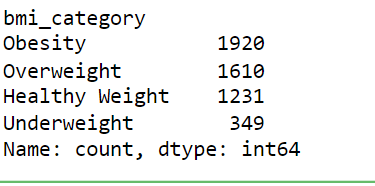 bmi_category
Obesity 1920
Overweight 1610
Healthy Weight 1231
Underweight 349
Name: count, dtype: int64